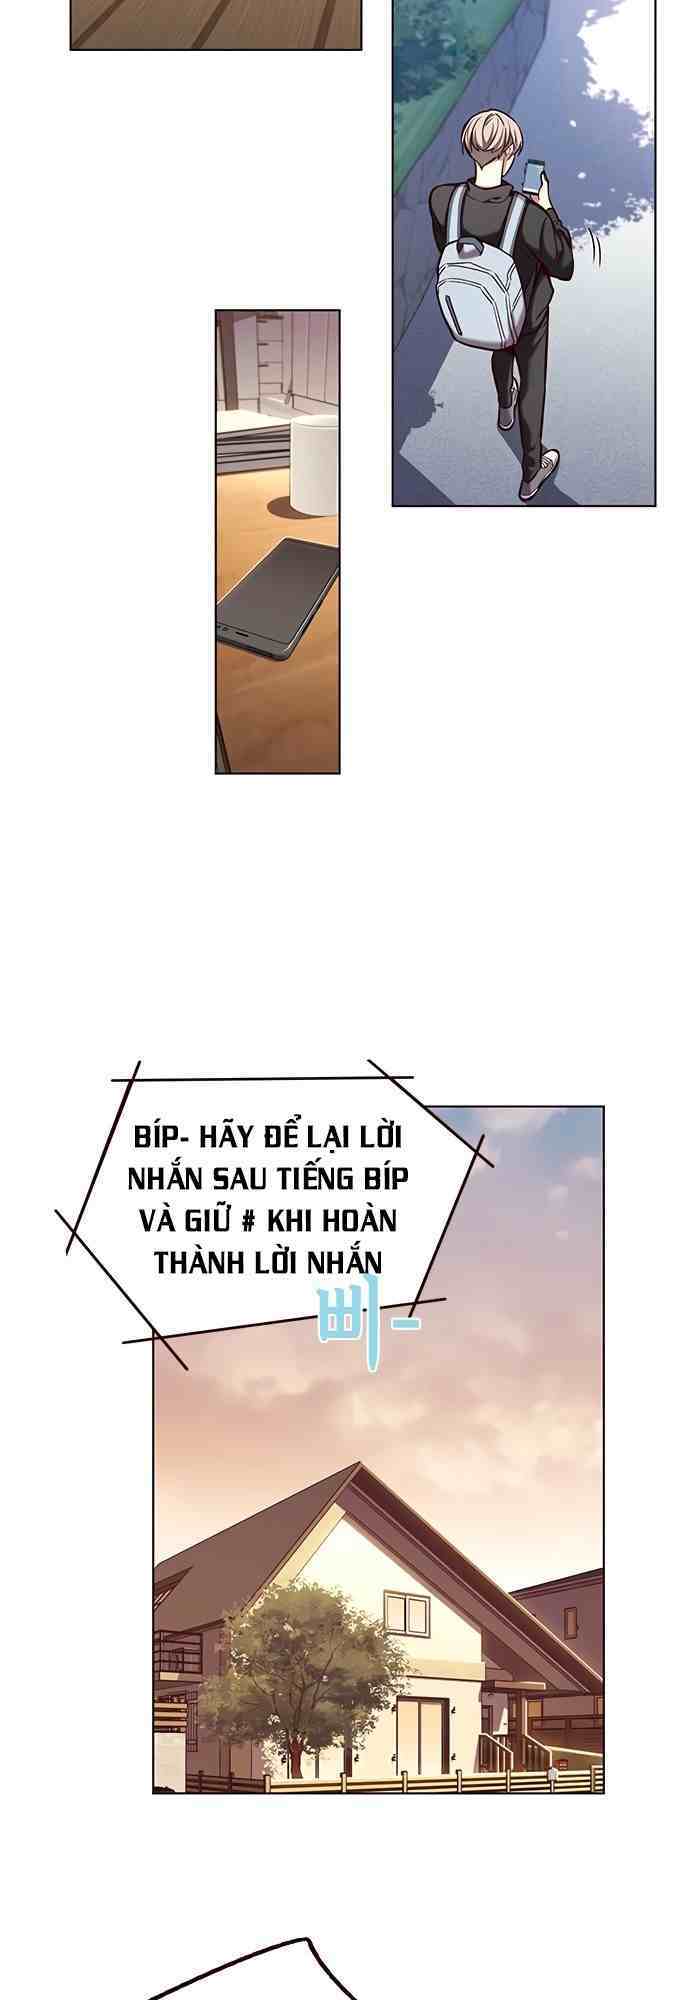 BÍP- HÃY ĐỂ LẠI LỜI
NHẮN SAU TIẾNG BÍP
VÀ GIỮ # KHI HOÀN
THÀNH LỜI NHẮN
삐-